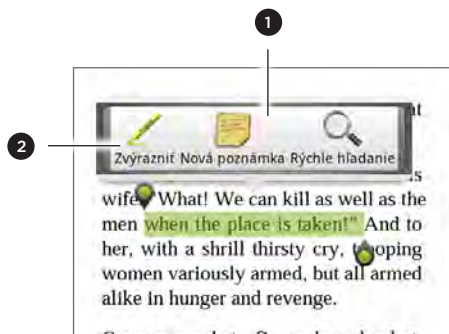 1
2
nt
Zvýrazniť Nová poznámka Rýchle hľadanie
is
wife. What! We can kill as well as the
men when the place is taken!" And to
her, with a shrill thirsty cry, trooping
women variously armed, but all armed
alike in hunger and revenge.